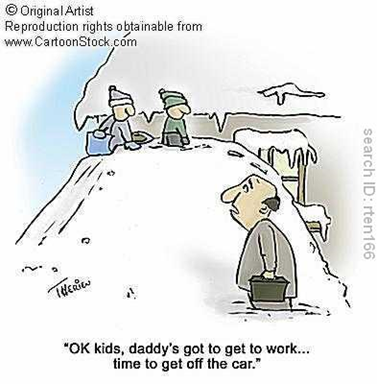 © Original Artist
Reproduction rights obtainable from
www.CartoonStock.com
search ID: rten166
THERIEN
"OK kids, daddy's got to get to work...
time to get off the car."